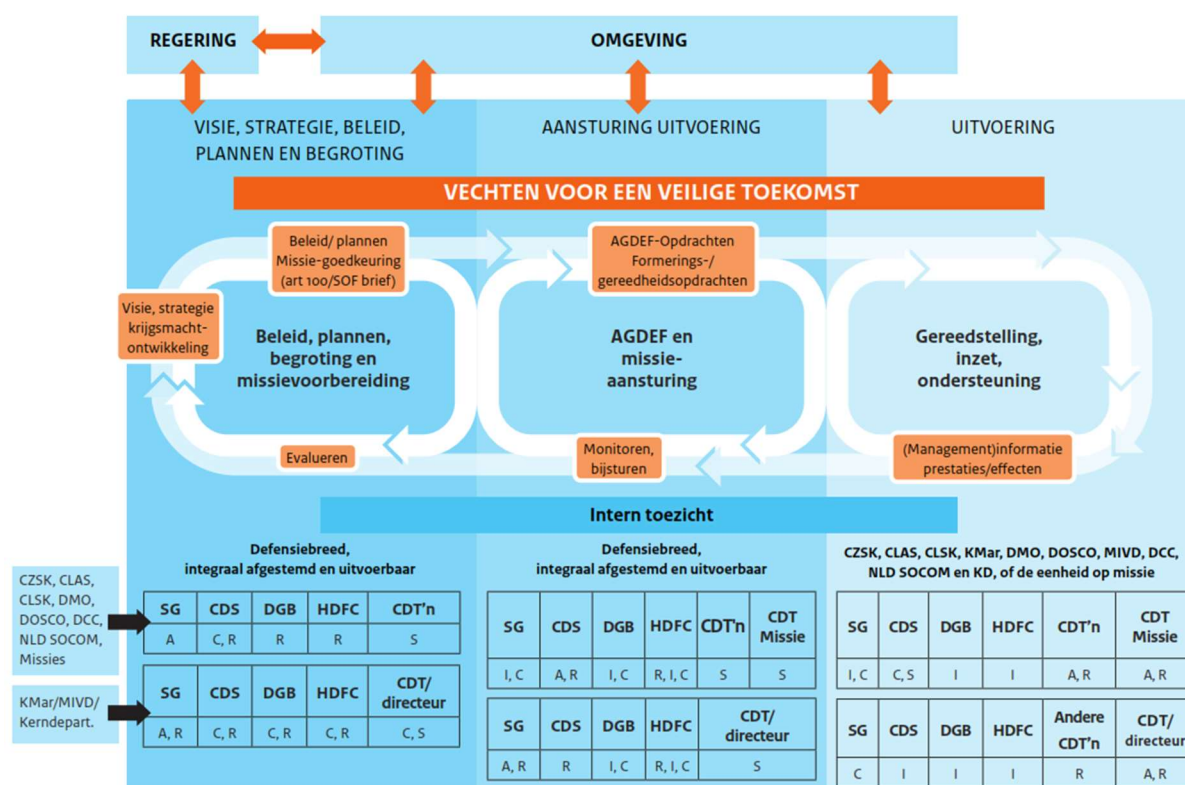 REGERING
OMGEVING
VISIE, STRATEGIE, BELEID,
PLANNEN EN BEGROTING
AANSTURING UITVOERING
UITVOERING
VECHTEN VOOR EEN VEILIGE TOEKOMST
Beleid/ plannen
Missie-goedkeuring
(art 100/SOF brief)
AGDEF-Opdrachten
Formerings-/
gereedheidsopdrachten
Visie, strategie
krijgsmacht-
ontwikkeling
Beleid, plannen,
begroting en
missievoorbereiding
AGDEF en
missie-
aansturing
Gereedstelling,
inzet,
ondersteuning
Evalueren
Monitoren,
bijsturen
(Management)informatie
prestaties/effecten
Intern toezicht
Defensiebreed,
integraal afgestemd en uitvoerbaar
Defensiebreed,
integraal afgestemd en uitvoerbaar
CZSK, CLAS, CLSK, KMar, DMO, DOSCO, MIVD, DCC,
NLD SOCOM en KD, of de eenheid op missie
CZSK, CLAS,
CLSK, DMO,
DOSCO, DCC,
NLD SOCOM,
Missies
SG CDS DGB HDFC CDT'n
A C, R R R S
KMar/MIVD/
Kerndepart.
SG CDS DGB HDFC CDT/
directeur
A, R C, R C, R C, R C, S
SG CDS DGB HDFC CDT'n CDT
Missie
I, C A, R I, C R, I, C S S
SG CDS DGB HDFC CDT/
directeur
A, R R I, C R, I, C S
SG CDS DGB HDFC CDT'n CDT
Missie
I, C C, S I I A, R A, R
SG CDS DGB HDFC Andere
CDT'n CDT/
directeur
C I I I R A, R